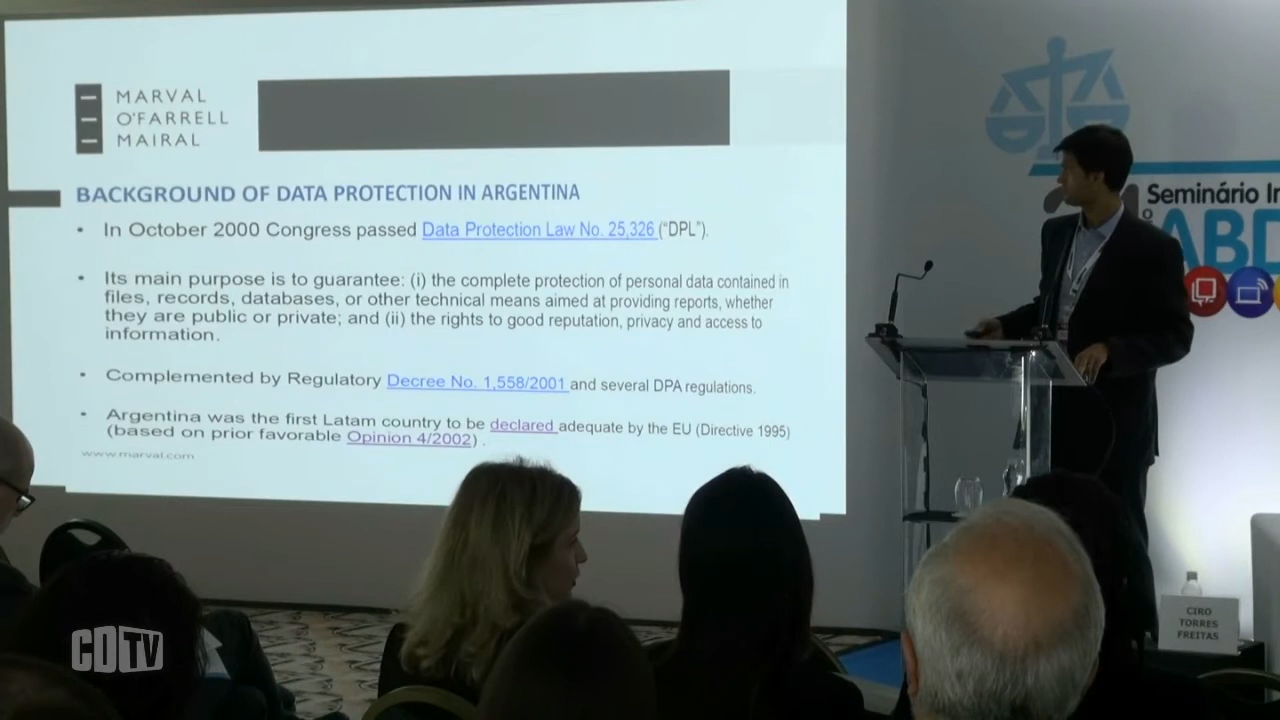 MARVAL
O'FARRELL
MAIRAL
BACKGROUND OF DATA PROTECTION IN ARGENTINA
• In October 2000 Congress passed Data Protection Law No. 25,326 ("DPL").
• Its main purpose is to guarantee: (i) the complete protection of personal data contained in
files, records, databases, or other technical means aimed at providing reports, whether
they are public or private; and (ii) the rights to good reputation, privacy and access to
information.
• Complemented by Regulatory Decree No. 1,558/2001 and several DPA regulations.
• Argentina was the first Latam country to be declared adequate by the EU (Directive 1995)
(based on prior favorable Opinion 4/2002) .
www.marval.com
Seminário In
ABD
CIRO
TORRES
FREITAS
CDTV